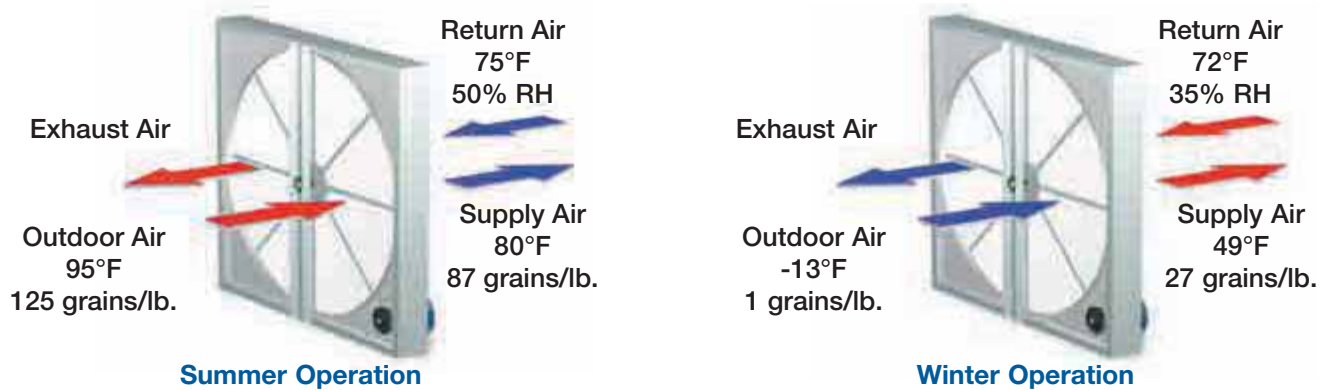 Return Air
75°F
50% RH
Exhaust Air
Outdoor Air
95°F
125 grains/lb.
Supply Air
80°F
87 grains/lb.
Summer Operation
Return Air
72°F
35% RH
Exhaust Air
Outdoor Air
-13°F
1 grains/lb.
Supply Air
49°F
27 grains/lb.
Winter Operation